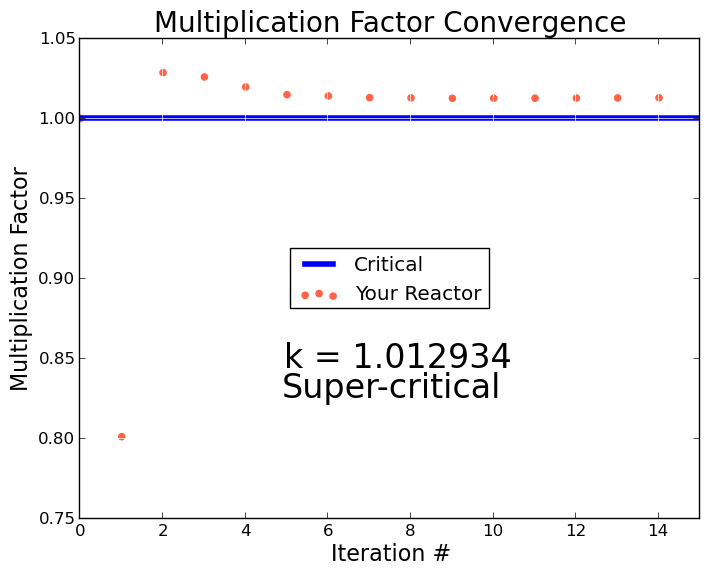 Multiplication Factor Convergence
1.05
1.00
0.95
0.90
0.85
0.80
0.75
Multiplication Factor
Critical
Your Reactor
k = 1.012934
Super-critical
0 2 4 6 8 10 12 14
Iteration #